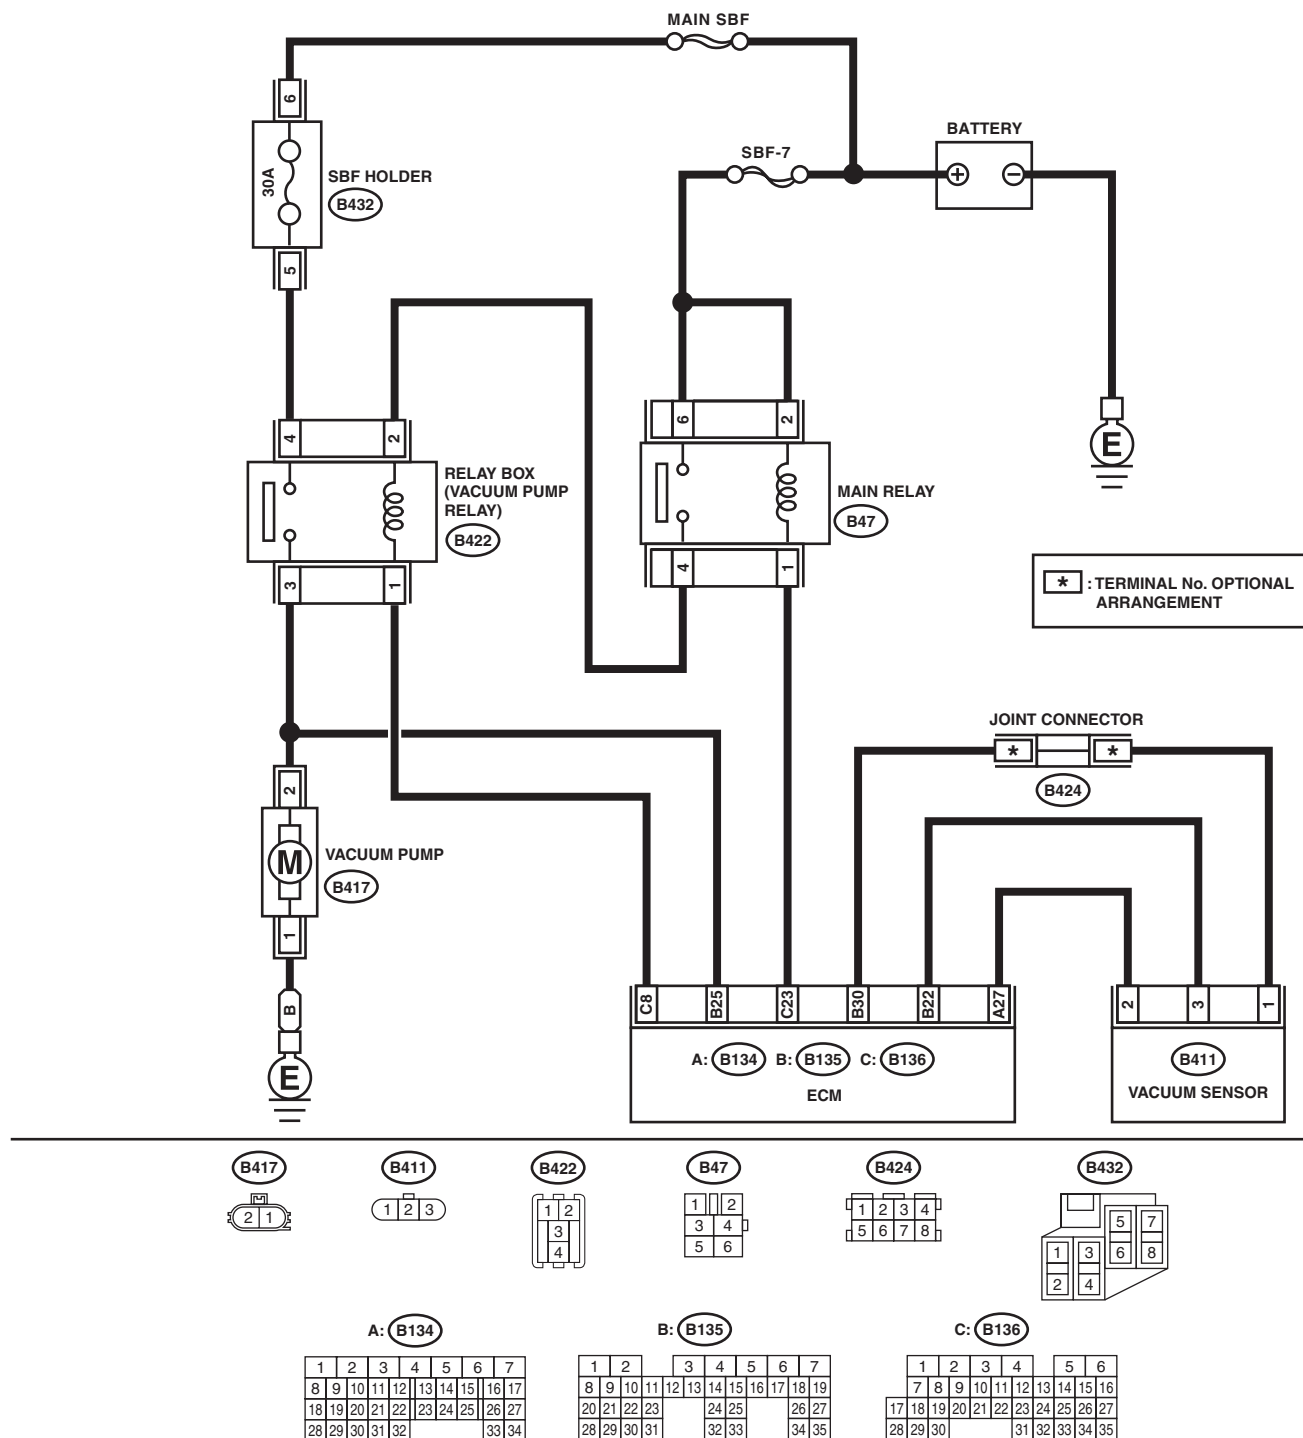 MAIN SBF
6
BATTERY
SBF-7
30A
SBF HOLDER
B432
5
E
4 2
6 2
RELAY BOX
(VACUUM PUMP
RELAY)
B422
MAIN RELAY
B47
3 1
4 1
* : TERMINAL No. OPTIONAL
ARRANGEMENT
JOINT CONNECTOR
* *
B424
2
M
VACUUM PUMP
B417
1
B
E
C8 B25 C23 B30 B22 A27
2 3 1
A: B134 B: B135 C: B136
ECM
B411
VACUUM SENSOR
B417 B411 B422 B47 B424 B432
2 1
1 2 3
1 2
3
4
1 2
3 4
5 6
1 2 3 4
5 6 7 8
5 7
6 8
1 3
2 4
A: B134
1 2 3 4 5 6 7
8 9 10 11 12 13 14 15 16 17
18 19 20 21 22 23 24 25 26 27
28 29 30 31 32 33 34
B: B135
1 2 3 4 5 6 7
8 9 10 11 12 13 14 15 16 17 18 19
20 21 22 23 24 25 26 27
28 29 30 31 32 33 34 35
C: B136
1 2 3 4 5 6
7 8 9 10 11 12 13 14 15 16
17 18 19 20 21 22 23 24 25 26 27
28 29 30 31 32 33 34 35